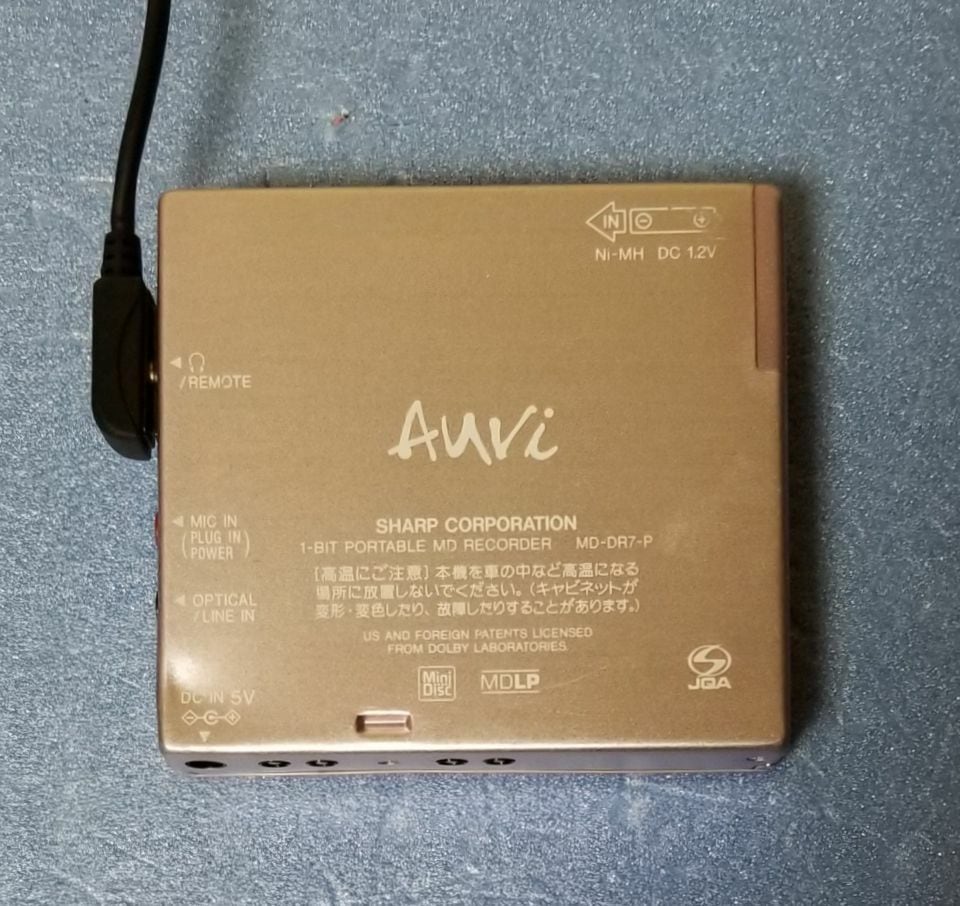 IN
Ni-MH DC 1.2V
/REMOTE
Auvi
MIC IN
(PLUG IN
POWER)
SHARP CORPORATION
1-BIT PORTABLE MD RECORDER MD-DR7-P
[高温にご注意] 本機を車の中など高温になる
場所に放置しないでください。(キャビネットが
変形・変色したり、故障したりすることがあります。)
OPTICAL
/LINE IN
US AND FOREIGN PATENTS LICENSED
FROM DOLBY LABORATORIES.
Mini
Disc
MDLP
JQA
DC IN 5V